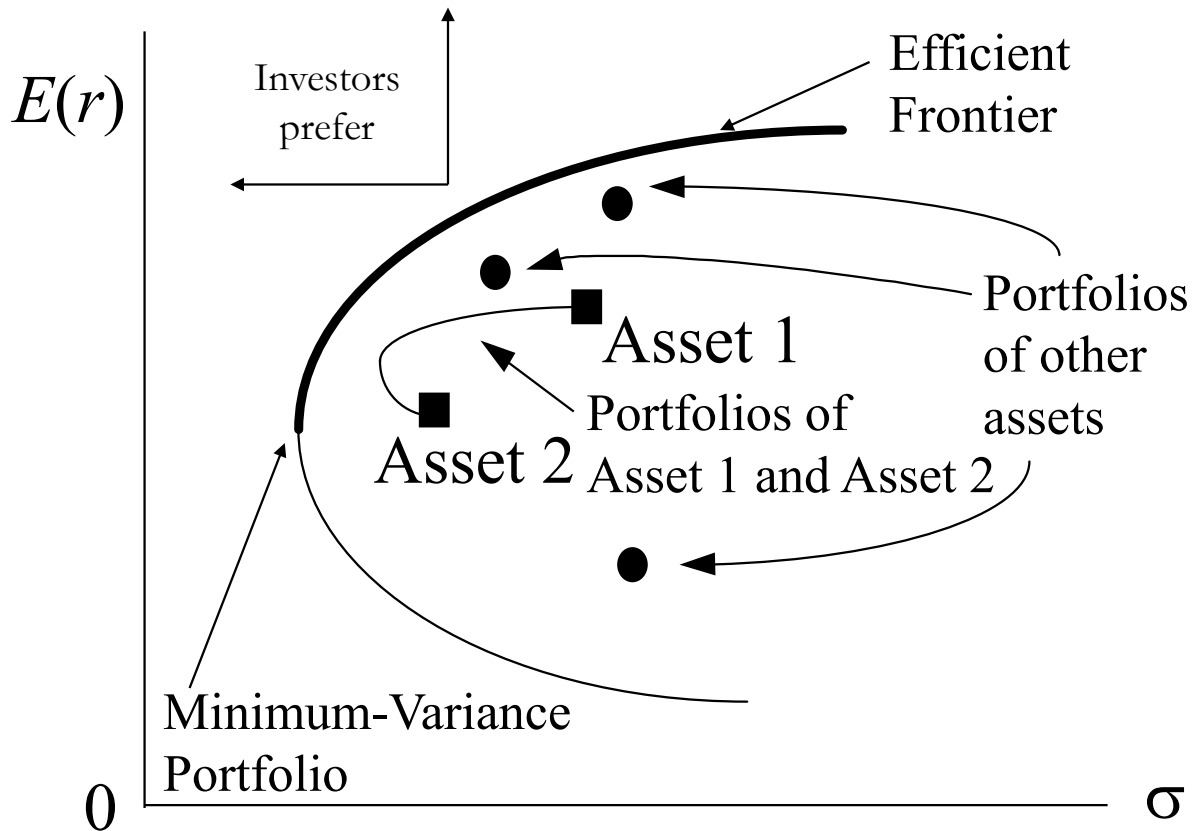 E(r)
Investors
prefer
Efficient
Frontier
Portfolios
of other
assets
Asset 1
Portfolios of
Asset 1 and Asset 2
Asset 2
Minimum-Variance
Portfolio
0
σ